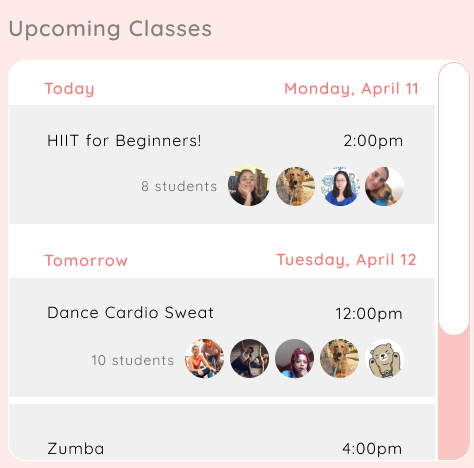 Upcoming Classes
Today Monday, April 11
HIIT for Beginners! 2:00pm
8 students
Tomorrow Tuesday, April 12
Dance Cardio Sweat 12:00pm
10 students
Zumba 4:00pm